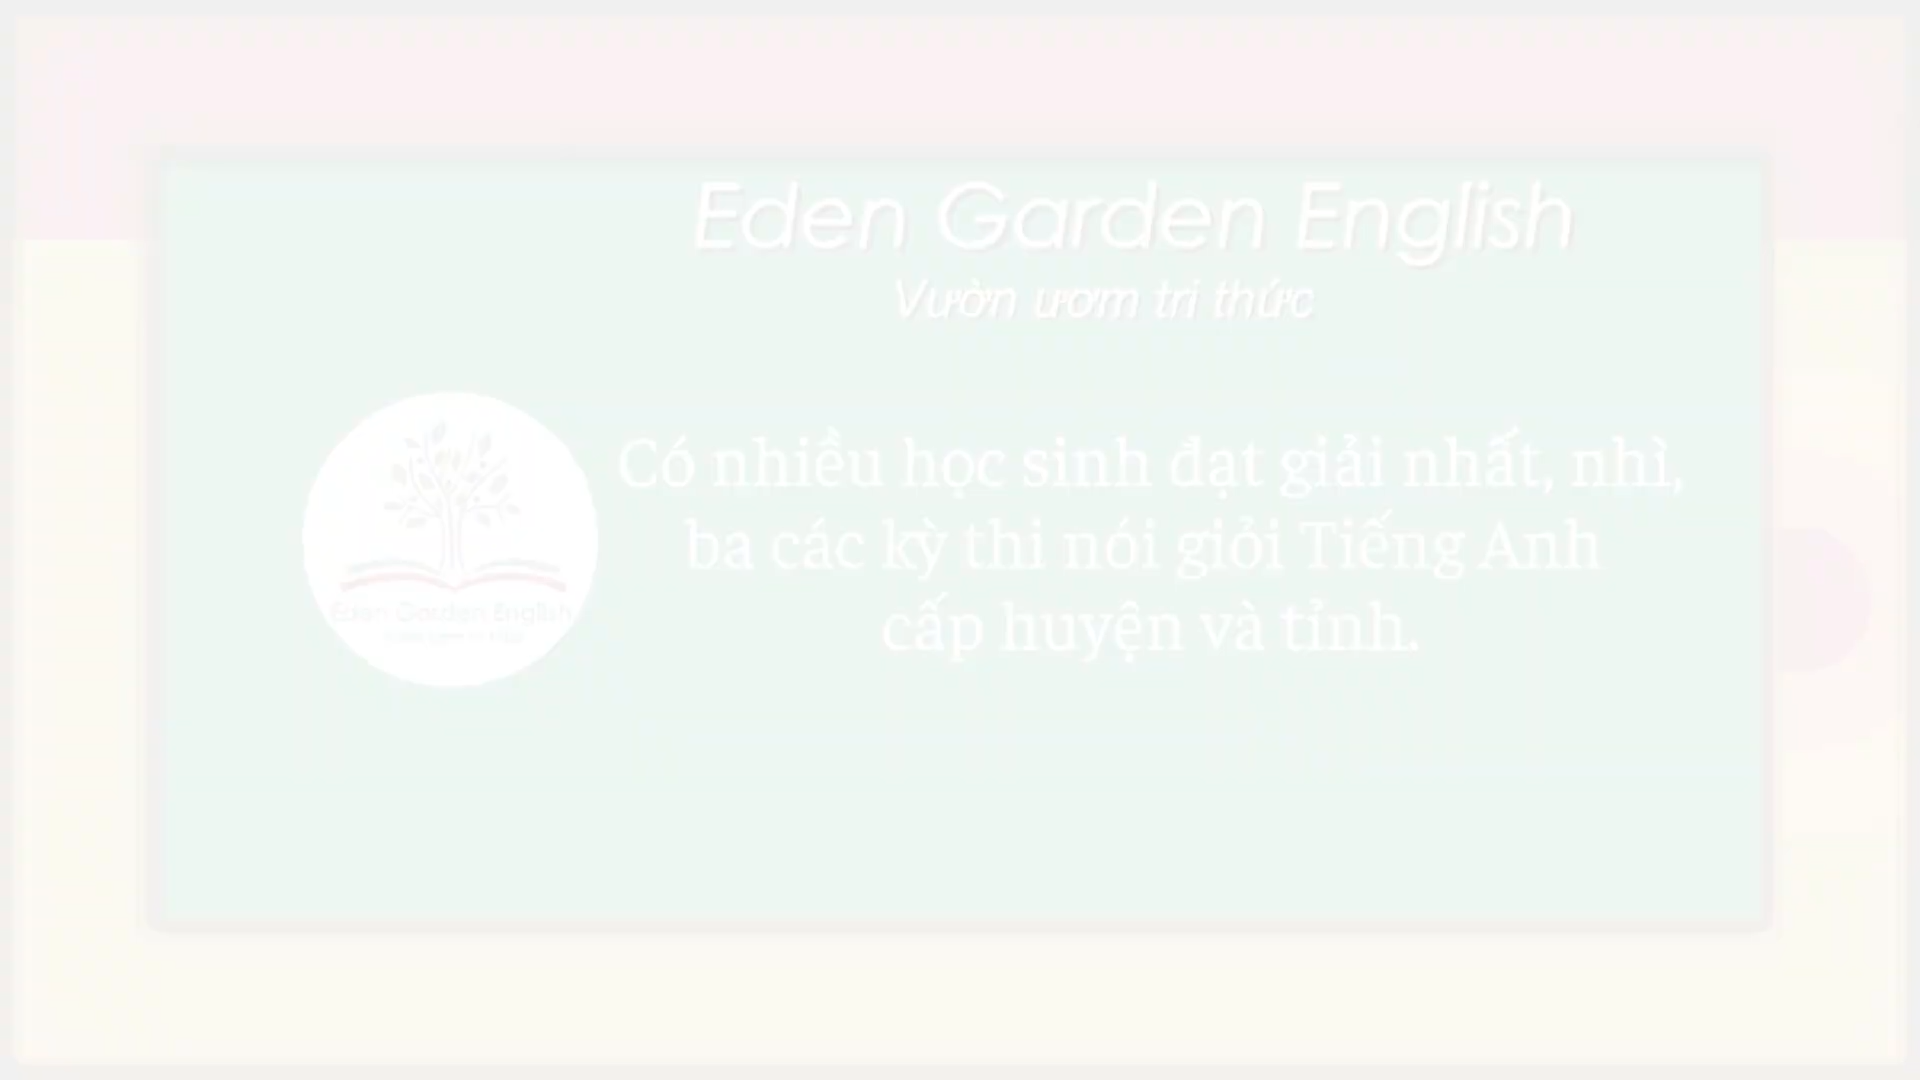 Eden Garden English
Vườn ươm tri thức
Có nhiều học sinh đạt giải nhất, nhì,
ba các kỳ thi nói giỏi Tiếng Anh
cấp huyện và tỉnh.
Eden Garden English